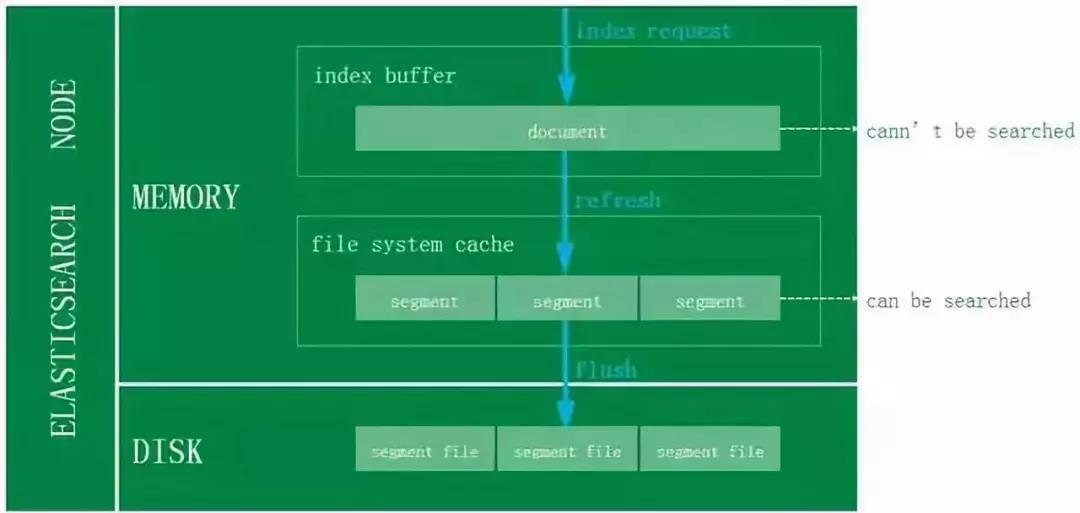 ELASTICSEARCH NODE
MEMORY
Index request
index buffer
document
cann't be searched
refresh
file system cache
segment segment segment
can be searched
flush
DISK
segment file segment file segment file